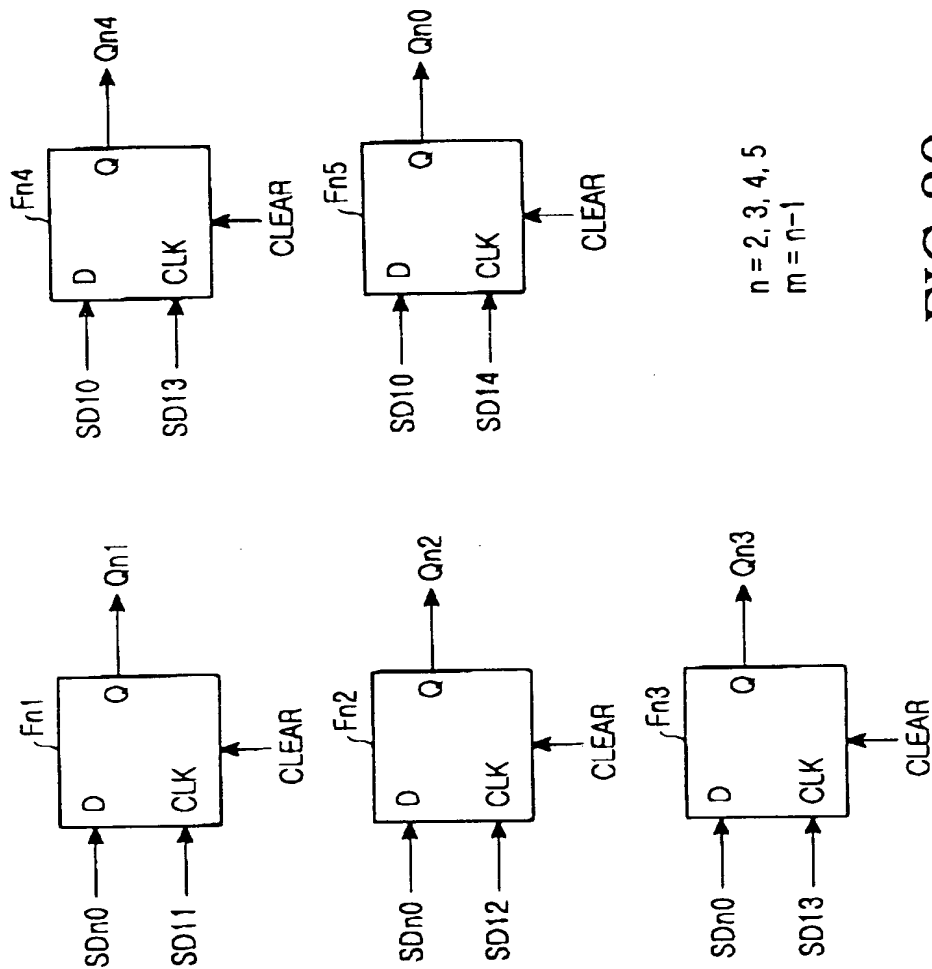 Fn1
SDn0
D
Q
Qn1
SD11
CLK
CLEAR
Fn2
SDn0
D
Q
Qn2
SD12
CLK
CLEAR
Fn3
SDn0
D
Q
Qn3
SD13
CLK
CLEAR
Fn4
SD10
D
Q
Qn4
SD13
CLK
CLEAR
Fn5
SD10
D
Q
Qn0
SD14
CLK
CLEAR
n = 2, 3, 4, 5
m = n-1
FIG.